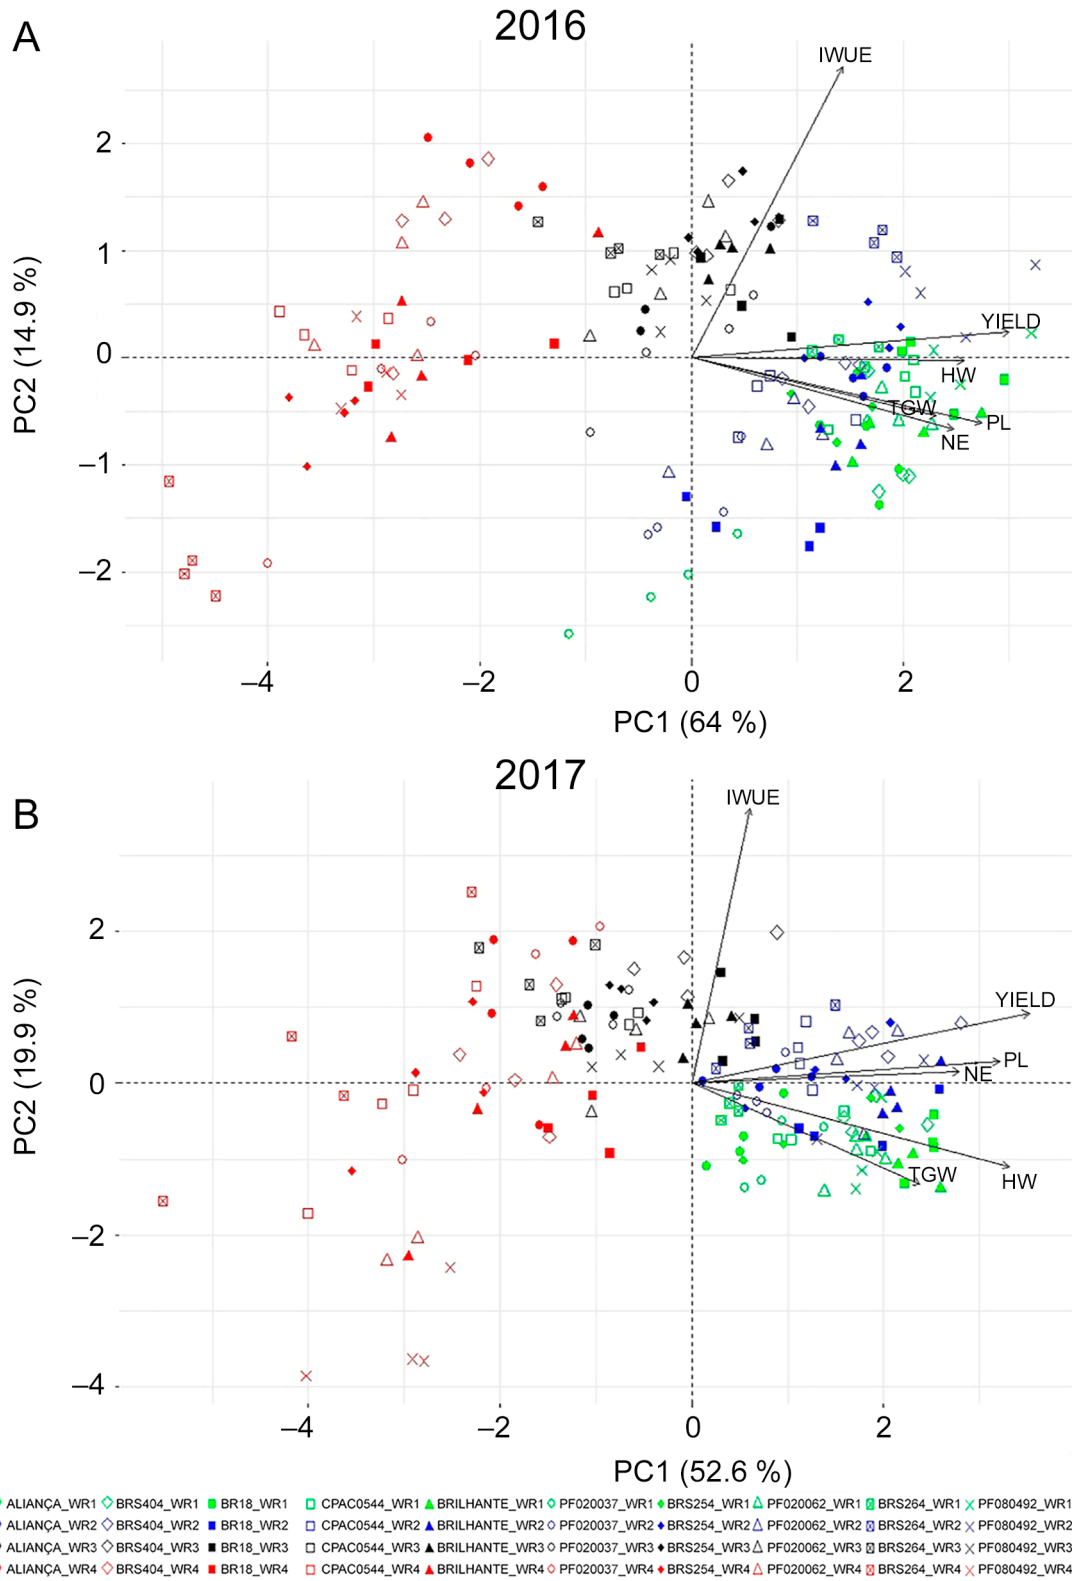 A
2016
IWUE
2
1
YIELD
0
HW
TGW
PL
NE
–1
–2
PC2 (14.9 %)
–4
–2
0
2
PC1 (64 %)
2017
B
IWUE
2
YIELD
PL
NE
0
TGW
HW
–2
–4
PC2 (19.9 %)
–4
–2
0
2
PC1 (52.6 %)
ALIANÇA_WR1 BRS404_WR1 BR18_WR1 CPAC0544_WR1 BRILHANTE_WR1 PF020037_WR1 BRS254_WR1 PF020062_WR1 BRS264_WR1 PF080492_WR1
ALIANÇA_WR2 BRS404_WR2 BR18_WR2 CPAC0544_WR2 BRILHANTE_WR2 PF020037_WR2 BRS254_WR2 PF020062_WR2 BRS264_WR2 PF080492_WR2
ALIANÇA_WR3 BRS404_WR3 BR18_WR3 CPAC0544_WR3 BRILHANTE_WR3 PF020037_WR3 BRS254_WR3 PF020062_WR3 BRS264_WR3 PF080492_WR3
ALIANÇA_WR4 BRS404_WR4 BR18_WR4 CPAC0544_WR4 BRILHANTE_WR4 PF020037_WR4 BRS254_WR4 PF020062_WR4 BRS264_WR4 PF080492_WR4